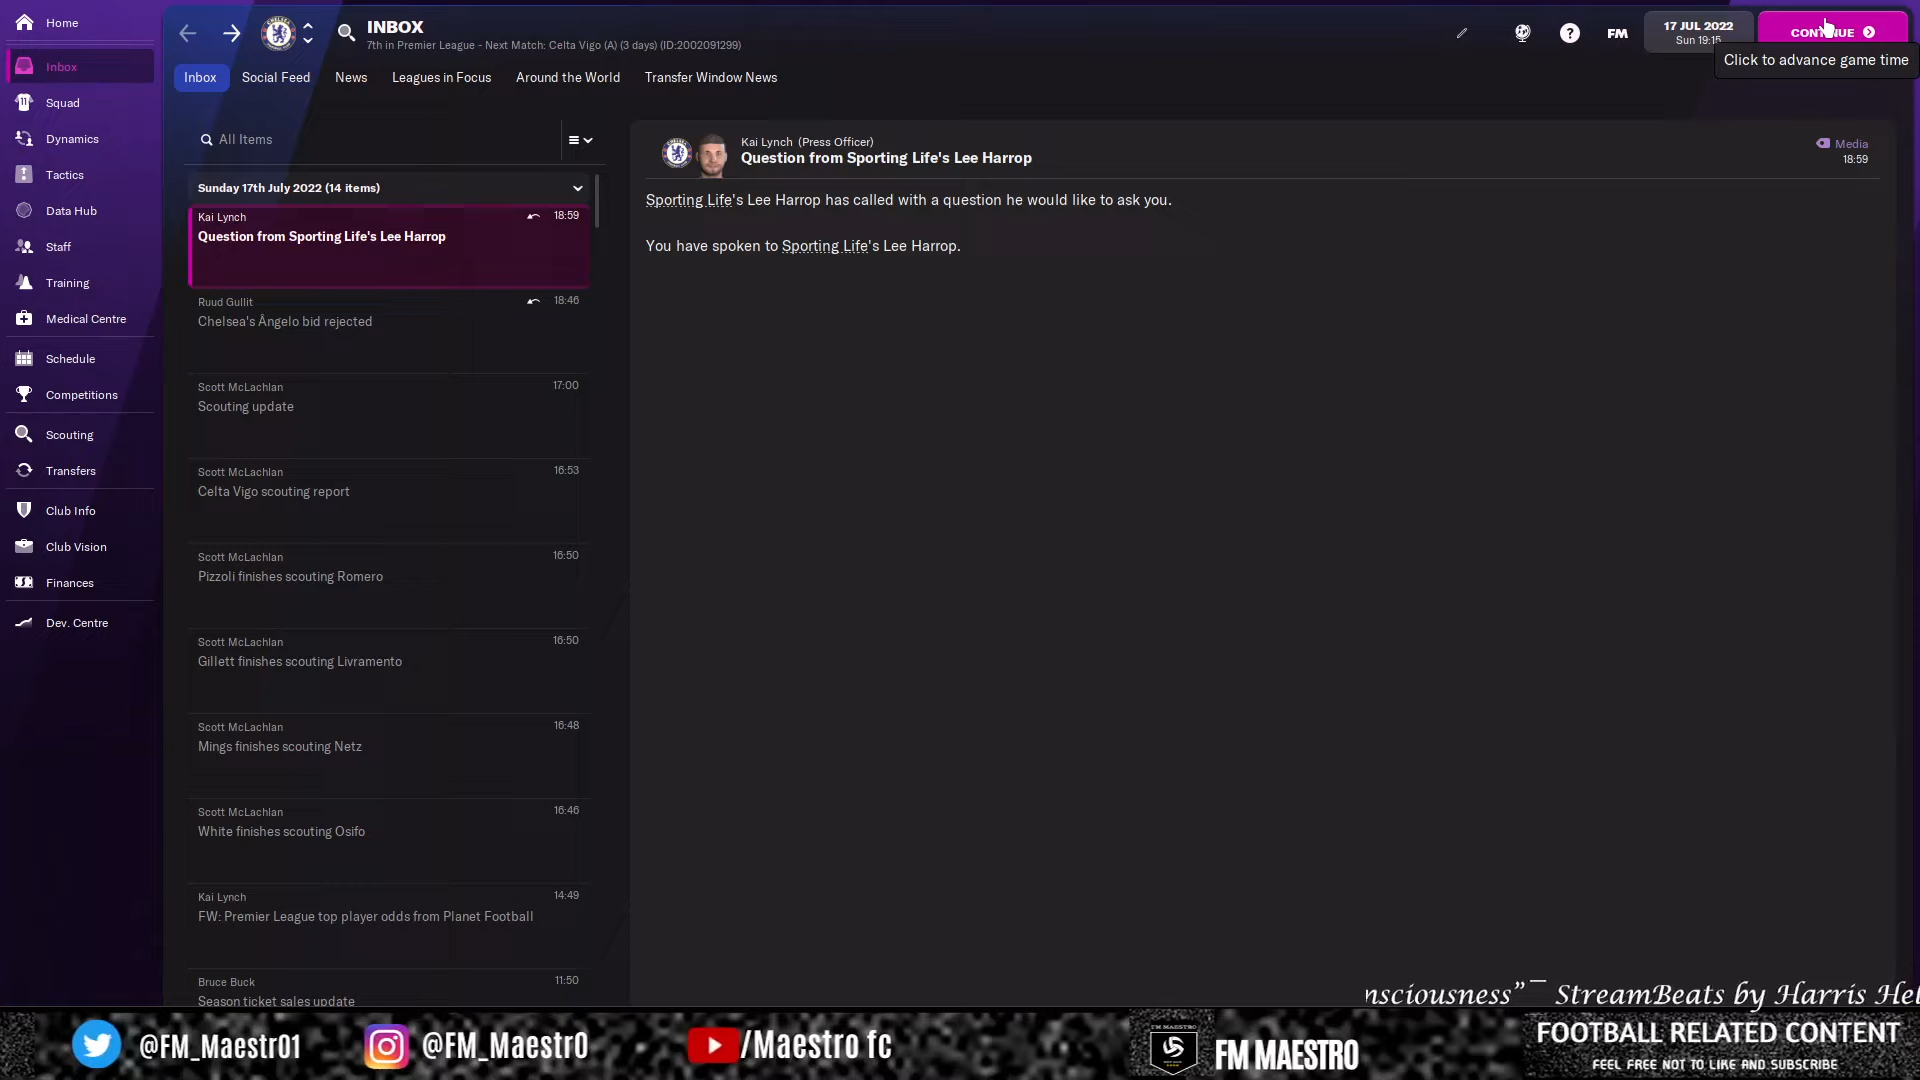 Home
Inbox
Squad
Dynamics
Tactics
Data Hub
Staff
Training
Medical Centre
Schedule
Competitions
Scouting
Transfers
Club Info
Club Vision
Finances
Dev. Centre
INBOX
7th in Premier League - Next Match: Celta Vigo (A) (3 days) (ID:2002091299)
FM
17 JUL 2022
Sun 19:15
CONTINUE
Click to advance game time
Inbox
Social Feed
News
Leagues in Focus
Around the World
Transfer Window News
All Items
Sunday 17th July 2022 (14 items)
Kai Lynch 18:59
Question from Sporting Life's Lee Harrop
Ruud Gullit 18:46
Chelsea's Ângelo bid rejected
Scott McLachlan 17:00
Scouting update
Scott McLachlan 16:53
Celta Vigo scouting report
Scott McLachlan 16:50
Pizzoli finishes scouting Romero
Scott McLachlan 16:50
Gillett finishes scouting Livramento
Scott McLachlan 16:48
Mings finishes scouting Netz
Scott McLachlan 16:46
White finishes scouting Osifo
Kai Lynch 14:49
FW: Premier League top player odds from Planet Football
Bruce Buck 11:50
Season ticket sales update
Kai Lynch (Press Officer)
Question from Sporting Life's Lee Harrop
Media
18:59
Sporting Life's Lee Harrop has called with a question he would like to ask you.
You have spoken to Sporting Life's Lee Harrop.
nsciousness” ¯ StreamBeats by Harris Hel
@FM_Maestr01
@FM_Maestr0
/Maestro fc
FM MAESTRO
FM MAESTRO
FOOTBALL RELATED CONTENT
FEEL FREE NOT TO LIKE AND SUBSCRIBE